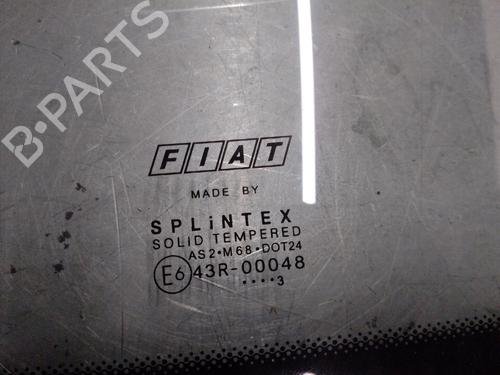 B-PARTS
FIAT
MADE BY
SPLiNTEX
SOLID TEMPERED
AS2•M68•DOT24
E6 43R-00048
••••3